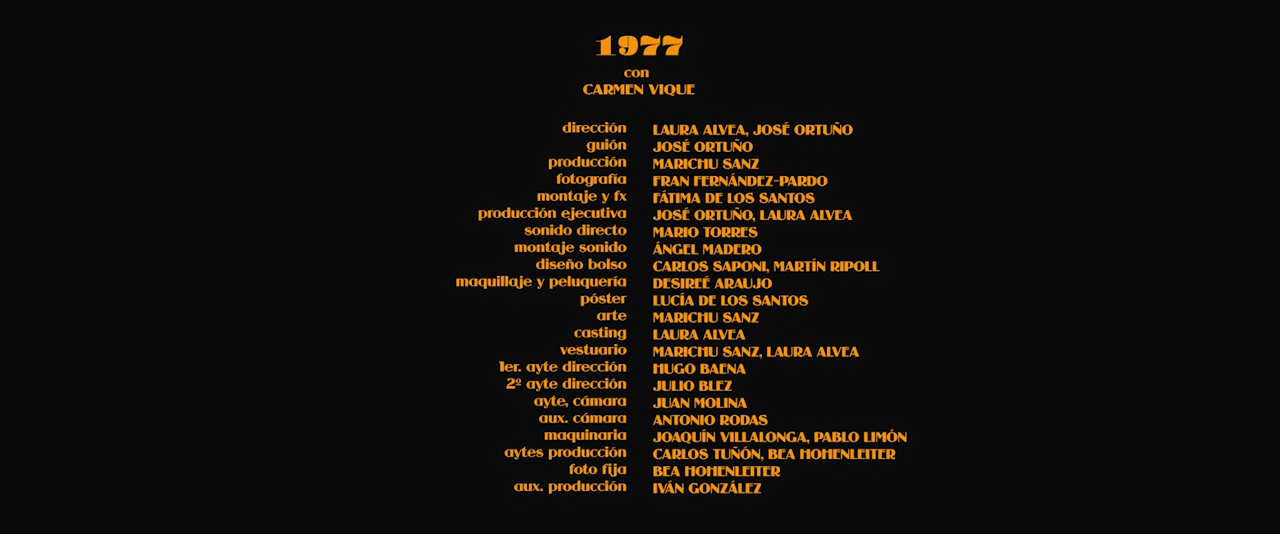 1977
con
CARMEN VIQUE
dirección LAURA ALVEA, JOSÉ ORTUÑO
guión JOSÉ ORTUÑO
producción MARICHU SANZ
fotografía FRAN FERNÁNDEZ-PARDO
montaje y fx FÁTIMA DE LOS SANTOS
producción ejecutiva JOSÉ ORTUÑO, LAURA ALVEA
sonido directo MARIO TORRES
montaje sonido ÁNGEL MADERO
diseño bolso CARLOS SAPONI, MARTÍN RIPOLL
maquillaje y peluquería DESIREÉ ARAUJO
póster LUCÍA DE LOS SANTOS
arte MARICHU SANZ
casting LAURA ALVEA
vestuario MARICHU SANZ, LAURA ALVEA
1er. ayte dirección HUGO BAENA
2º ayte dirección JULIO BLEZ
ayte, cámara JUAN MOLINA
aux. cámara ANTONIO RODAS
maquinaria JOAQUÍN VILLALONGA, PABLO LIMÓN
aytes producción CARLOS TUÑÓN, BEA HOHENLEITER
foto fija BEA HOHENLEITER
aux. producción IVÁN GONZÁLEZ